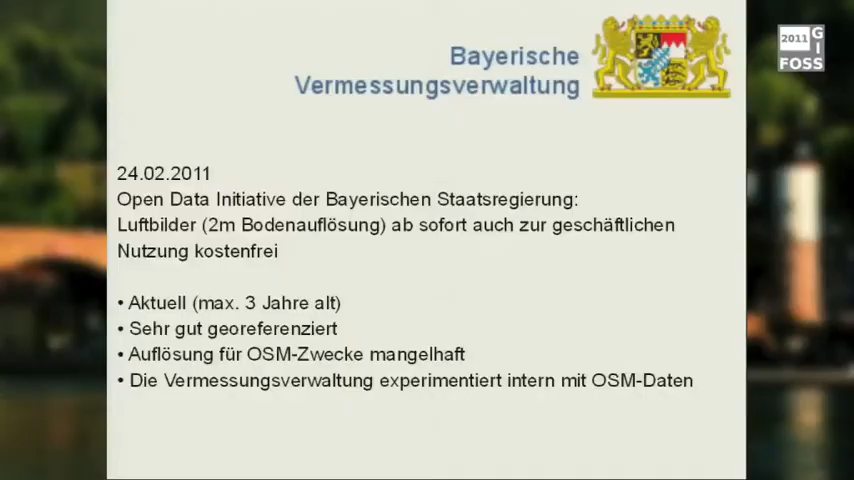 Bayerische
Vermessungsverwaltung
2011
GI
FOSS
24.02.2011
Open Data Initiative der Bayerischen Staatsregierung:
Luftbilder (2m Bodenauflösung) ab sofort auch zur geschäftlichen
Nutzung kostenfrei
• Aktuell (max. 3 Jahre alt)
• Sehr gut georeferenziert
• Auflösung für OSM-Zwecke mangelhaft
• Die Vermessungsverwaltung experimentiert intern mit OSM-Daten